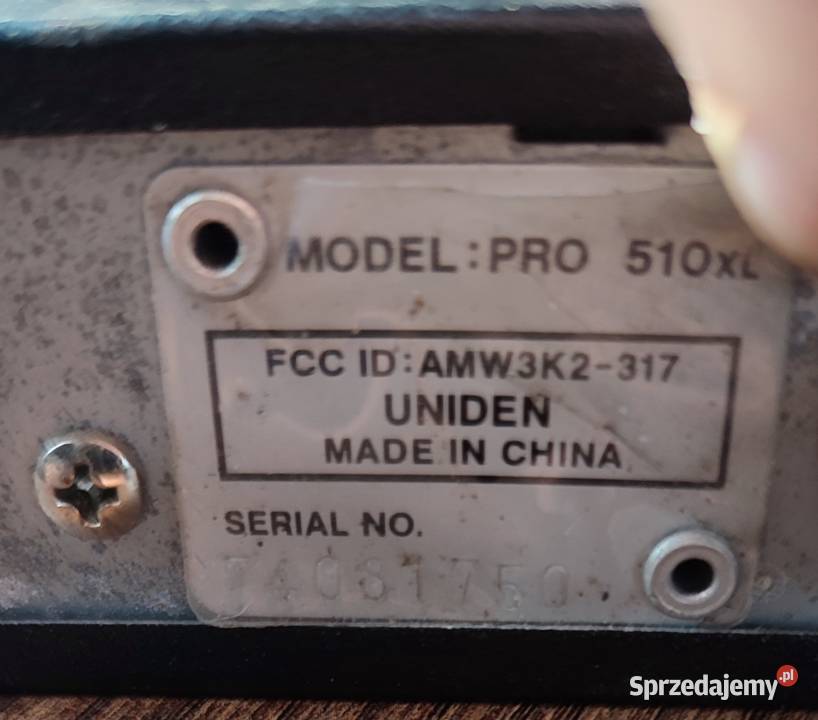 MODEL:PRO 510XL
FCC ID:AMW3K2-317
UNIDEN
MADE IN CHINA
SERIAL NO.
Sprzedajemy.pl